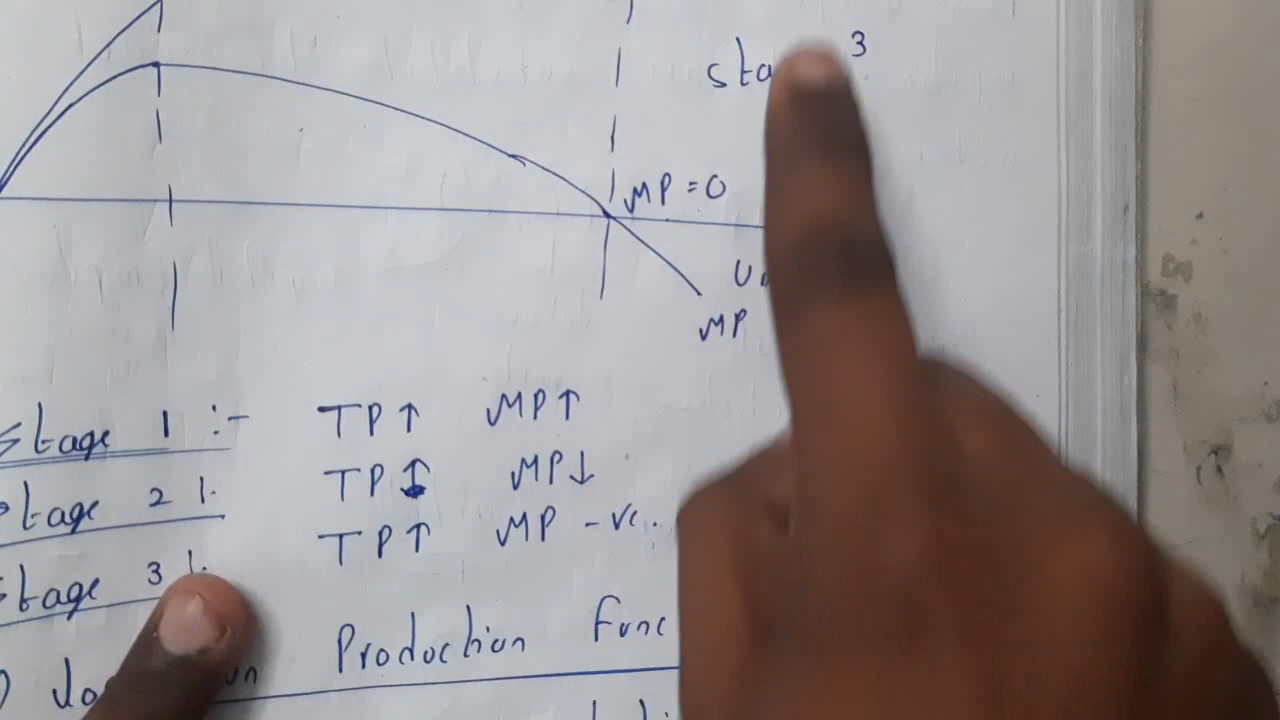 3
MP = 0
MP
Stage 1 :- TP↑ MP↑
Stage 2 :- TP↕ MP↓
Stage 3 TP↑ MP -ve.
Production Func